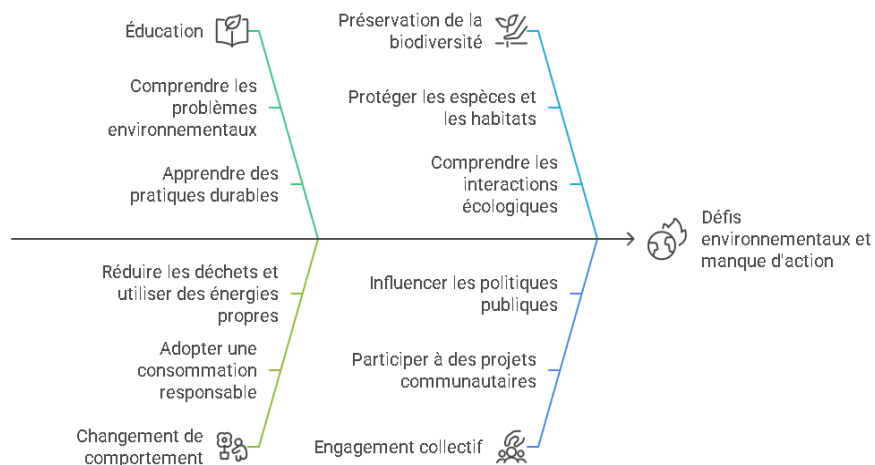 Éducation
Comprendre les
problèmes
environnementaux
Apprendre des
pratiques durables
Préservation de la
biodiversité
Protéger les espèces et
les habitats
Comprendre les
interactions
écologiques
Défis
environnementaux et
manque d'action
Réduire les déchets et
utiliser des énergies
propres
Adopter une
consommation
responsable
Changement de
comportement
Influencer les politiques
publiques
Participer à des projets
communautaires
Engagement collectif